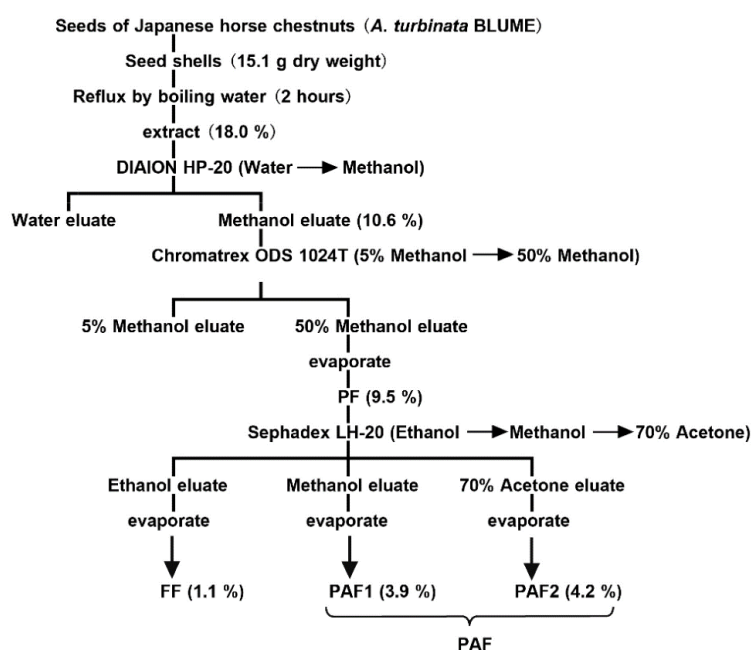 Seeds of Japanese horse chestnuts (A. turbinata BLUME)
Seed shells (15.1 g dry weight)
Reflux by boiling water (2 hours)
extract (18.0 %)
DIAION HP-20 (Water → Methanol)
Water eluate
Methanol eluate (10.6 %)
Chromatrex ODS 1024T (5% Methanol → 50% Methanol)
5% Methanol eluate
50% Methanol eluate
evaporate
PF (9.5 %)
Sephadex LH-20 (Ethanol → Methanol → 70% Acetone)
Ethanol eluate
Methanol eluate
70% Acetone eluate
evaporate
evaporate
evaporate
FF (1.1 %)
PAF1 (3.9 %)
PAF2 (4.2 %)
PAF